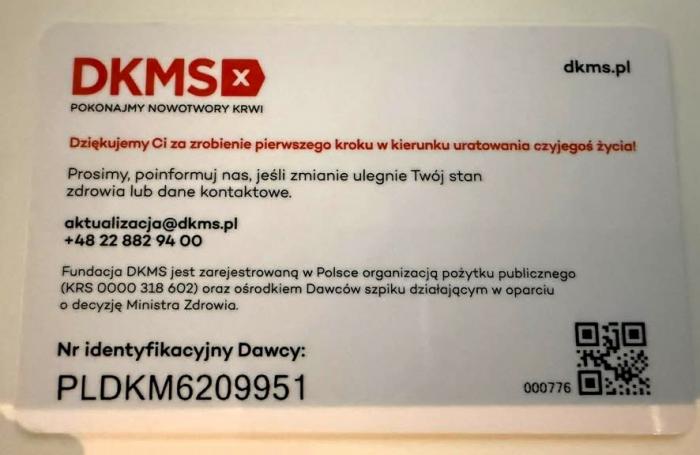 DKMS x
dkms.pl
POKONAJMY NOWOTWORY KRWI
Dziękujemy Ci za zrobienie pierwszego kroku w kierunku uratowania czyjegoś życia!
Prosimy, poinformuj nas, jeśli zmianie ulegnie Twój stan
zdrowia lub dane kontaktowe.
aktualizacja@dkms.pl
+48 22 882 94 00
Fundacja DKMS jest zarejestrowaną w Polsce organizacją pożytku publicznego
(KRS 0000 318 602) oraz ośrodkiem Dawców szpiku działającym w oparciu
o decyzję Ministra Zdrowia.
Nr identyfikacyjny Dawcy:
PLDKM6209951
000776